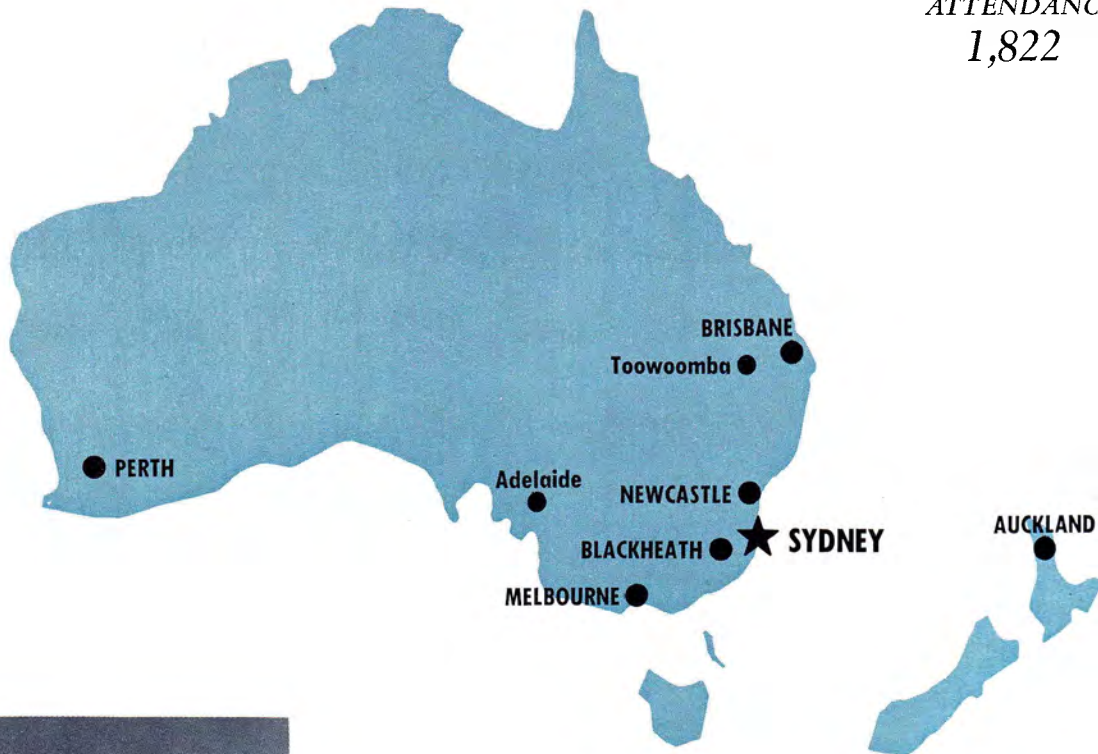 ATTENDANC
1,822
BRISBANE
Toowoomba
PERTH
Adelaide
NEWCASTLE
SYDNEY
BLACKHEATH
AUCKLAND
MELBOURNE